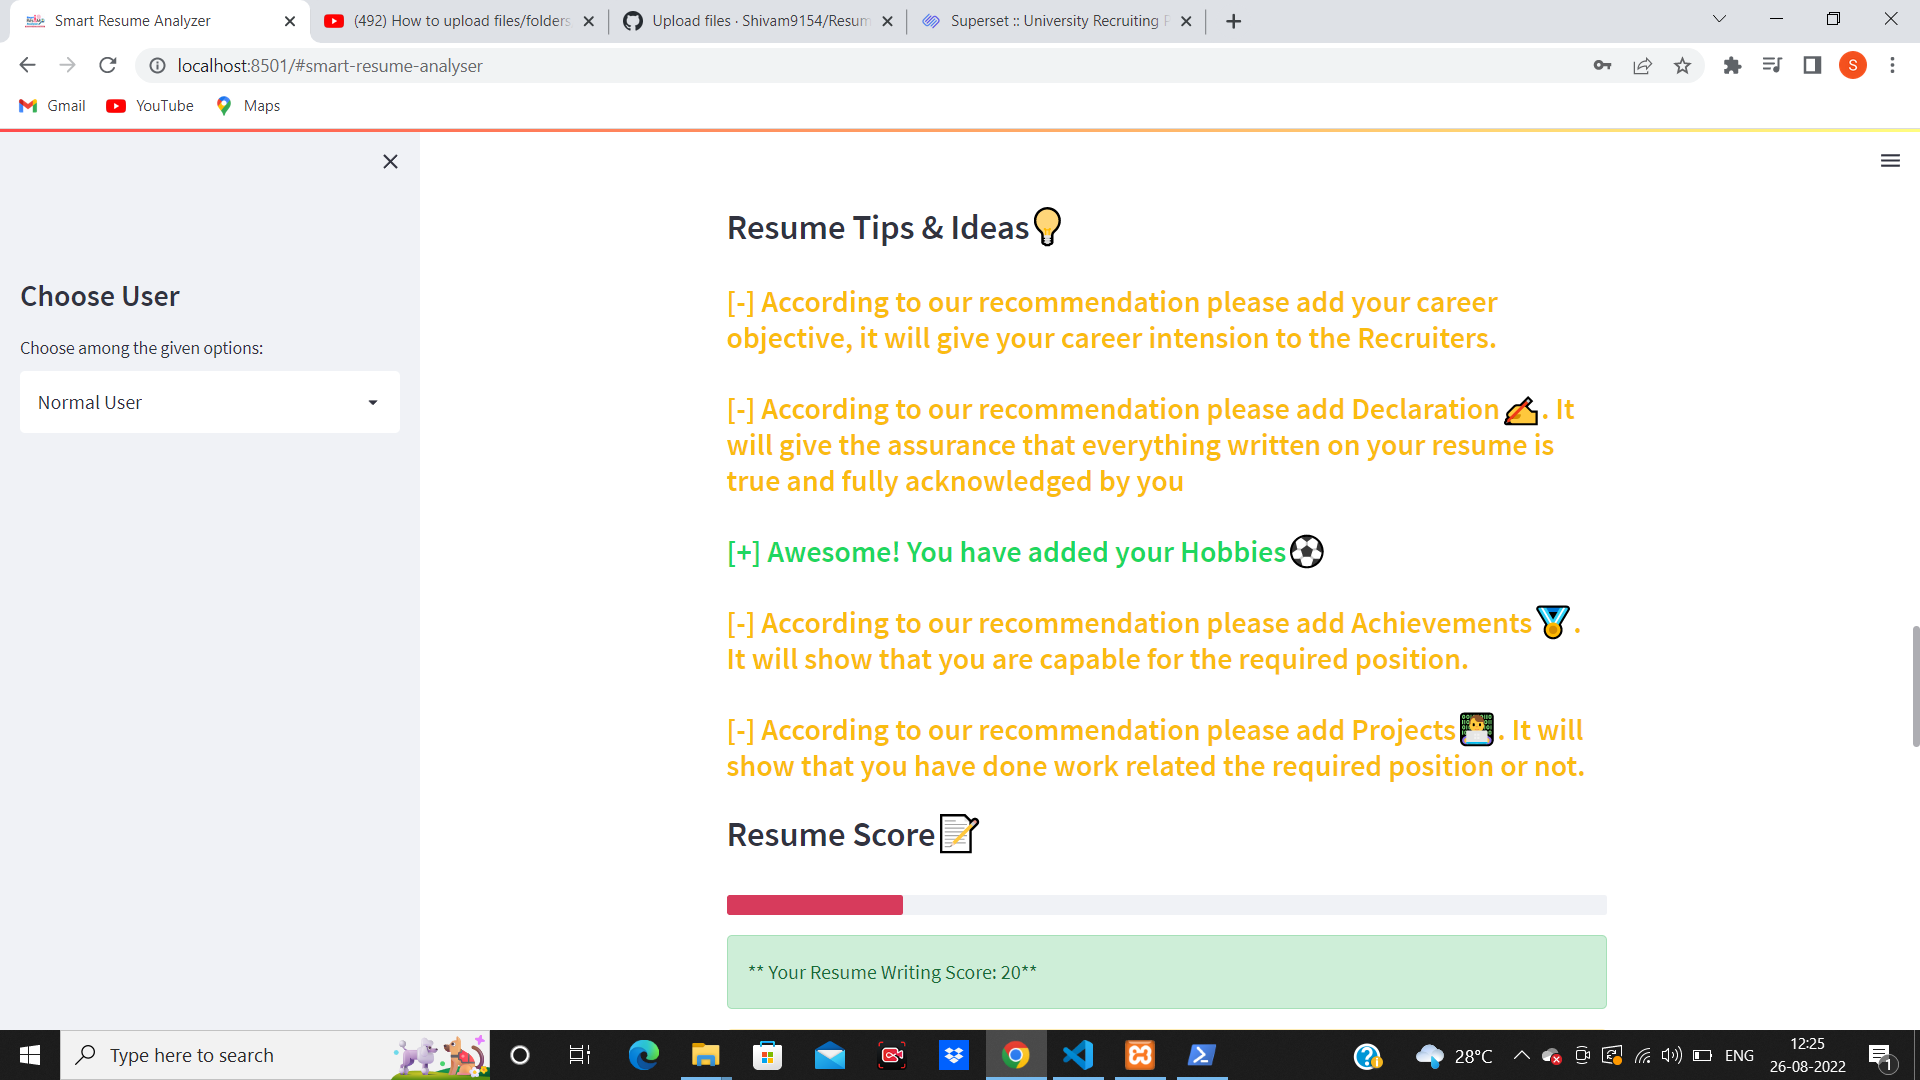 Smart Resume Analyzer
(492) How to upload files/folders
Upload files · Shivam9154/Resum
Superset :: University Recruiting P
localhost:8501/#smart-resume-analyser
S
Gmail
YouTube
Maps
Choose User
Choose among the given options:
Normal User
Resume Tips & Ideas
[-] According to our recommendation please add your career
objective, it will give your career intension to the Recruiters.
[-] According to our recommendation please add Declaration. It
will give the assurance that everything written on your resume is
true and fully acknowledged by you
[+] Awesome! You have added your Hobbies
[-] According to our recommendation please add Achievements.
It will show that you are capable for the required position.
[-] According to our recommendation please add Projects. It will
show that you have done work related the required position or not.
Resume Score
** Your Resume Writing Score: 20**
Type here to search
28°C
ENG
12:25
26-08-2022
1